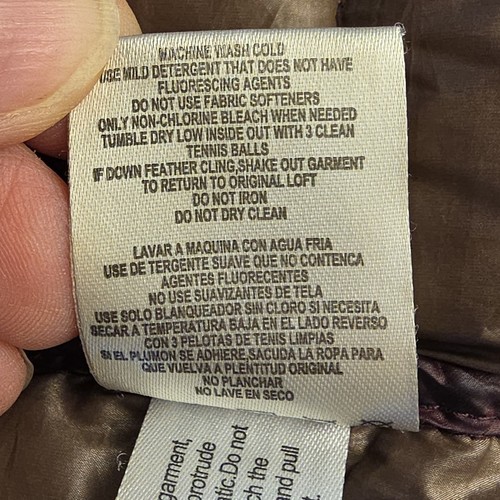 MACHINE WASH COLD
USE MILD DETERGENT THAT DOES NOT HAVE
FLUORESCING AGENTS
DO NOT USE FABRIC SOFTENERS
ONLY NON-CHLORINE BLEACH WHEN NEEDED
TUMBLE DRY LOW INSIDE OUT WITH 3 CLEAN
TENNIS BALLS
IF DOWN FEATHER CLING,SHAKE OUT GARMENT
TO RETURN TO ORIGINAL LOFT
DO NOT IRON
DO NOT DRY CLEAN
LAVAR A MAQUINA CON AGUA FRIA
USE DE TERGENTE SUAVE QUE NO CONTENCA
AGENTES FLUORECENTES
NO USE SUAVIZANTES DE TELA
USE SOLO BLANQUEADOR SIN CLORO SI NECESITA
SECAR A TEMPERATURA BAJA EN EL LADO REVERSO
CON 3 PELOTAS DE TENIS LIMPIAS
SI EL PLUMON SE ADHIERE,SACUDA LA ROPA PARA
QUE VUELVA A PLENTITUD ORIGINAL
NO PLANCHAR
NO LAVE EN SECO
garment,
protrude
tic.Do not
ch the
and pull